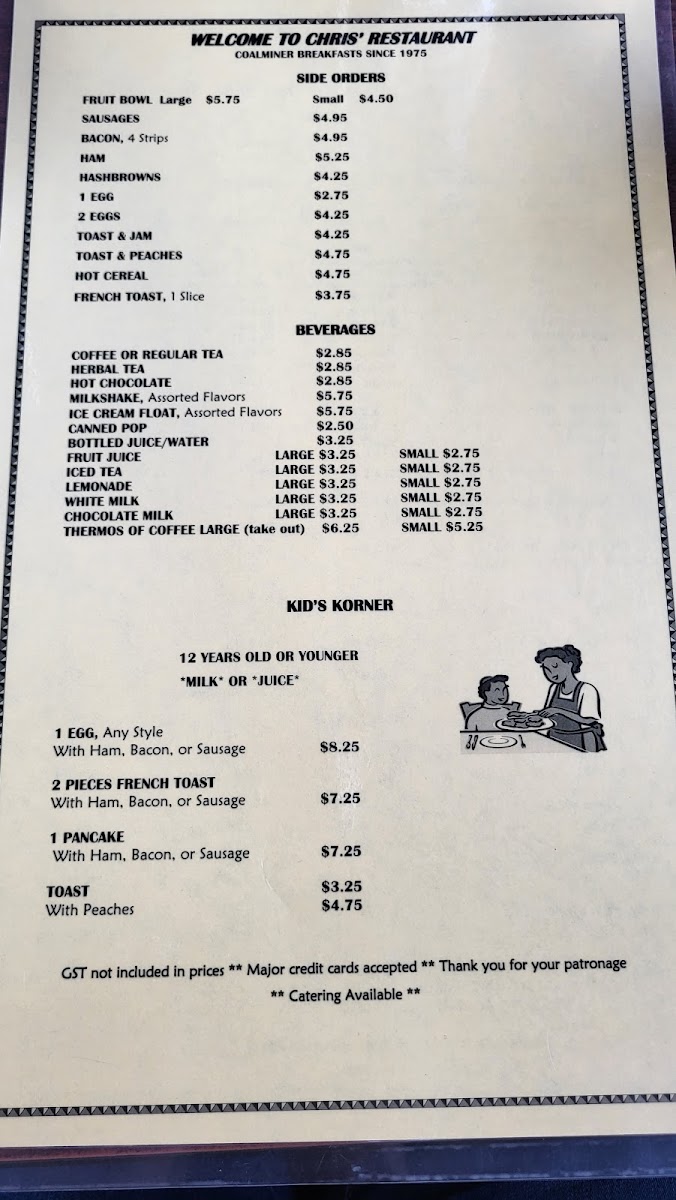 WELCOME TO CHRIS' RESTAURANT
COALMINER BREAKFASTS SINCE 1975
SIDE ORDERS
FRUIT BOWL Large $5.75 Small $4.50
SAUSAGES $4.95
BACON, 4 Strips $4.95
HAM $5.25
HASHBROWNS $4.25
1 EGG $2.75
2 EGGS $4.25
TOAST & JAM $4.25
TOAST & PEACHES $4.75
HOT CEREAL $4.75
FRENCH TOAST, 1 Slice $3.75
BEVERAGES
COFFEE OR REGULAR TEA $2.85
HERBAL TEA $2.85
HOT CHOCOLATE $2.85
MILKSHAKE, Assorted Flavors $5.75
ICE CREAM FLOAT, Assorted Flavors $5.75
CANNED POP $2.50
BOTTLED JUICE/WATER $3.25
FRUIT JUICE LARGE $3.25 SMALL $2.75
ICED TEA LARGE $3.25 SMALL $2.75
LEMONADE LARGE $3.25 SMALL $2.75
WHITE MILK LARGE $3.25 SMALL $2.75
CHOCOLATE MILK LARGE $3.25 SMALL $2.75
THERMOS OF COFFEE LARGE (take out) $6.25 SMALL $5.25
KID'S KORNER
12 YEARS OLD OR YOUNGER
*MILK* OR *JUICE*
1 EGG, Any Style
With Ham, Bacon, or Sausage $8.25
2 PIECES FRENCH TOAST
With Ham, Bacon, or Sausage $7.25
1 PANCAKE
With Ham, Bacon, or Sausage $7.25
TOAST $3.25
With Peaches $4.75
GST not included in prices ** Major credit cards accepted ** Thank you for your patronage
** Catering Available **